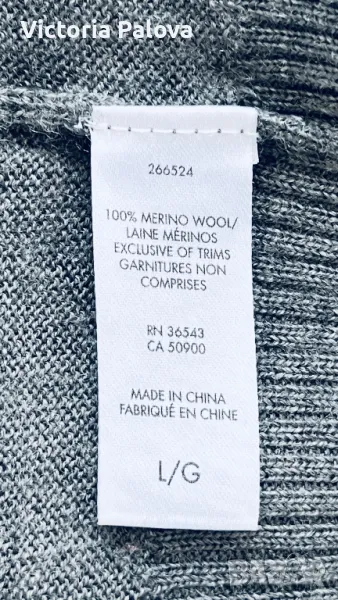 Victoria Palova
266524
100% MERINO WOOL/
LAINE MÉRINOS
EXCLUSIVE OF TRIMS
GARNITURES NON
COMPRISES
RN 36543
CA 50900
MADE IN CHINA
FABRIQUÉ EN CHINE
L/G